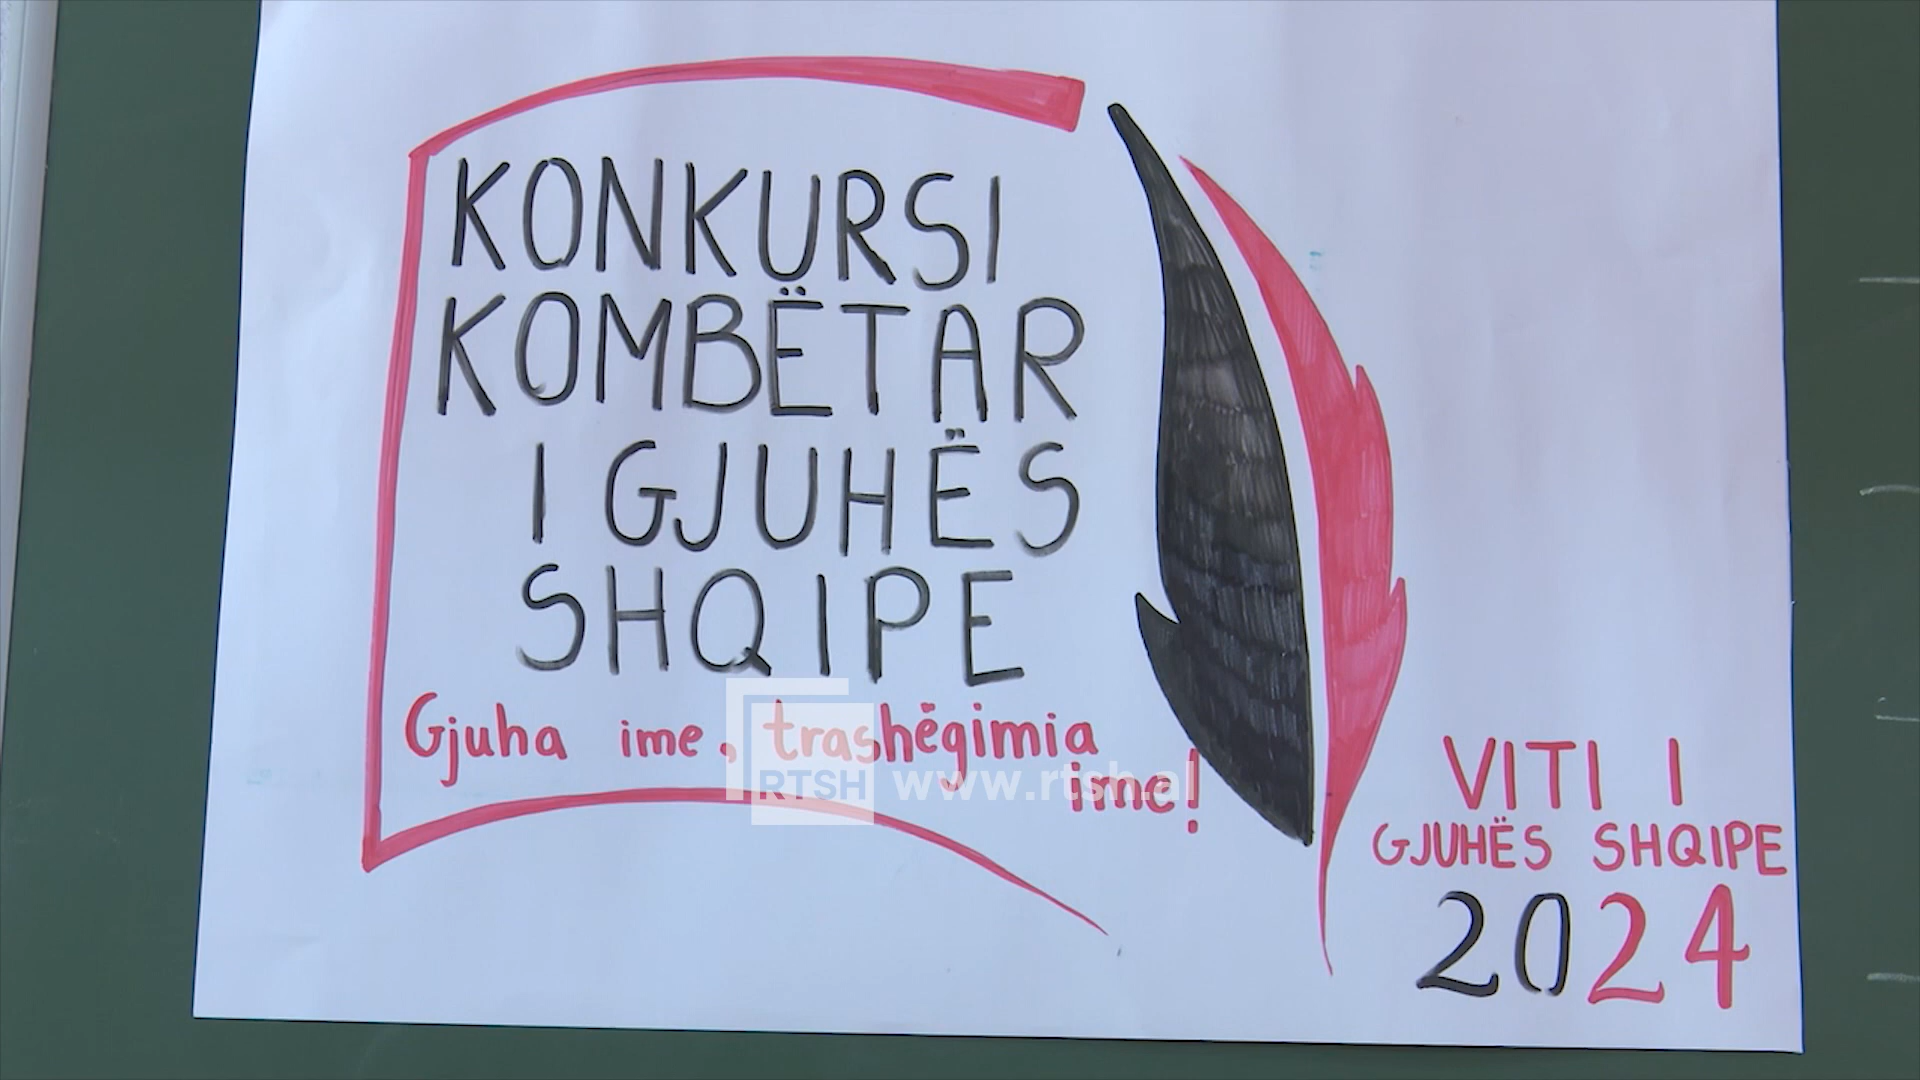 KONKURSI
KOMBËTAR
I GJUHËS
SHQIPE
Gjuha ime, trashëgimia
ime!
RTSH www.rtsh.al
VITI I
GJUHËS SHQIPE
2024